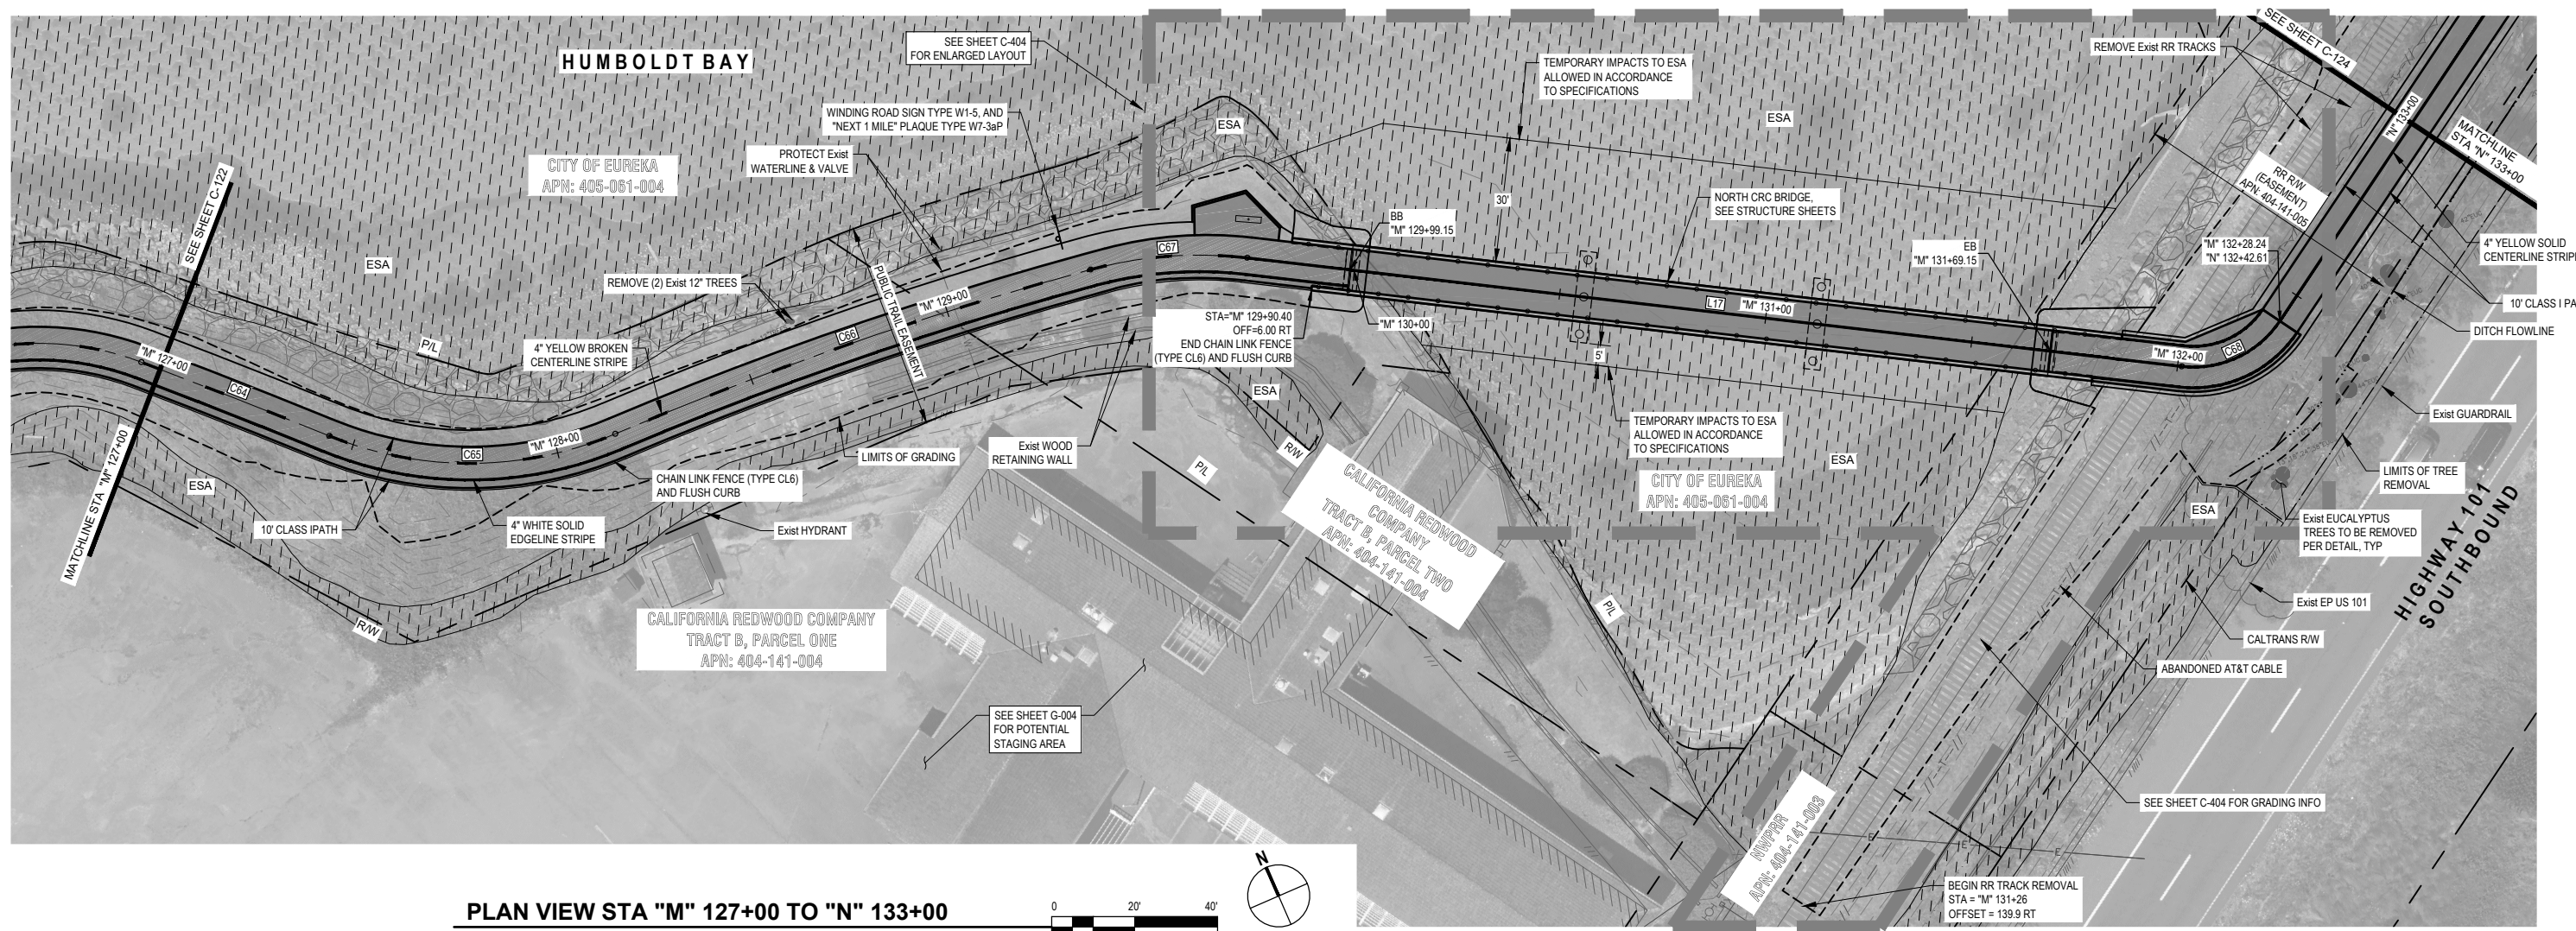 HUMBOLDT BAY
SEE SHEET C-404
FOR ENLARGED LAYOUT
WINDING ROAD SIGN TYPE W1-5, AND
"NEXT 1 MILE" PLAQUE TYPE W7-3aP
PROTECT Exist
WATERLINE & VALVE
CITY OF EUREKA
APN: 405-061-004
SEE SHEET C-122
MATCHLINE STA "M" 127+00
ESA
P/L
REMOVE (2) Exist 12" TREES
4" YELLOW BROKEN
CENTERLINE STRIPE
PUBLIC TRAIL EASEMENT
"M" 127+00
C64
C65
"M" 128+00
C66
"M" 129+00
C67
ESA
10' CLASS IPATH
4" WHITE SOLID
EDGELINE STRIPE
CHAIN LINK FENCE (TYPE CL6)
AND FLUSH CURB
Exist HYDRANT
LIMITS OF GRADING
R/W
CALIFORNIA REDWOOD COMPANY
TRACT B, PARCEL ONE
APN: 404-141-004
Exist WOOD
RETAINING WALL
P/L
SEE SHEET G-004
FOR POTENTIAL
STAGING AREA
ESA
TEMPORARY IMPACTS TO ESA
ALLOWED IN ACCORDANCE
TO SPECIFICATIONS
ESA
30'
NORTH CRC BRIDGE,
SEE STRUCTURE SHEETS
BB
"M" 129+99.15
STA="M" 129+90.40
OFF=6.00 RT
END CHAIN LINK FENCE
(TYPE CL6) AND FLUSH CURB
"M" 130+00
L17
"M" 131+00
5'
EB
"M" 131+69.15
"M" 132+00
C68
"M" 132+28.24
"N" 132+42.61
ESA
R/W
TEMPORARY IMPACTS TO ESA
ALLOWED IN ACCORDANCE
TO SPECIFICATIONS
CITY OF EUREKA
APN: 405-061-004
ESA
CALIFORNIA REDWOOD
COMPANY
TRACT B, PARCEL TWO
APN: 404-141-004
P/L
REMOVE Exist RR TRACKS
SEE SHEET C-124
"N" 133+00
MATCHLINE
STA "N" 133+00
RR R/W
(EASEMENT)
APN: 404-141-005
4" YELLOW SOLID
CENTERLINE STRIPE
10' CLASS I PA
DITCH FLOWLINE
Exist GUARDRAIL
LIMITS OF TREE
REMOVAL
ESA
Exist EUCALYPTUS
TREES TO BE REMOVED
PER DETAIL, TYP
HIGHWAY 101
SOUTHBOUND
Exist EP US 101
CALTRANS R/W
ABANDONED AT&T CABLE
SEE SHEET C-404 FOR GRADING INFO
NWPRR
APN: 404-141-003
E
E
E
BEGIN RR TRACK REMOVAL
STA = "M" 131+26
OFFSET = 139.9 RT
PLAN VIEW STA "M" 127+00 TO "N" 133+00
0 20' 40'
N